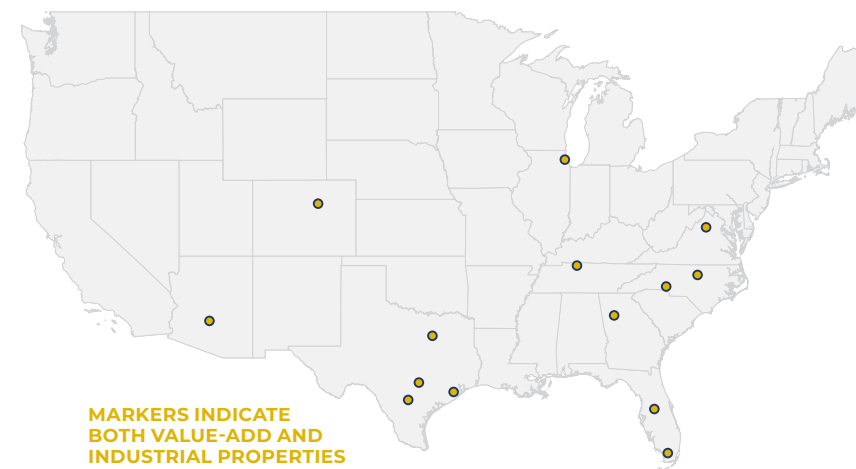 MARKERS INDICATE
BOTH VALUE-ADD AND
INDUSTRIAL PROPERTIES